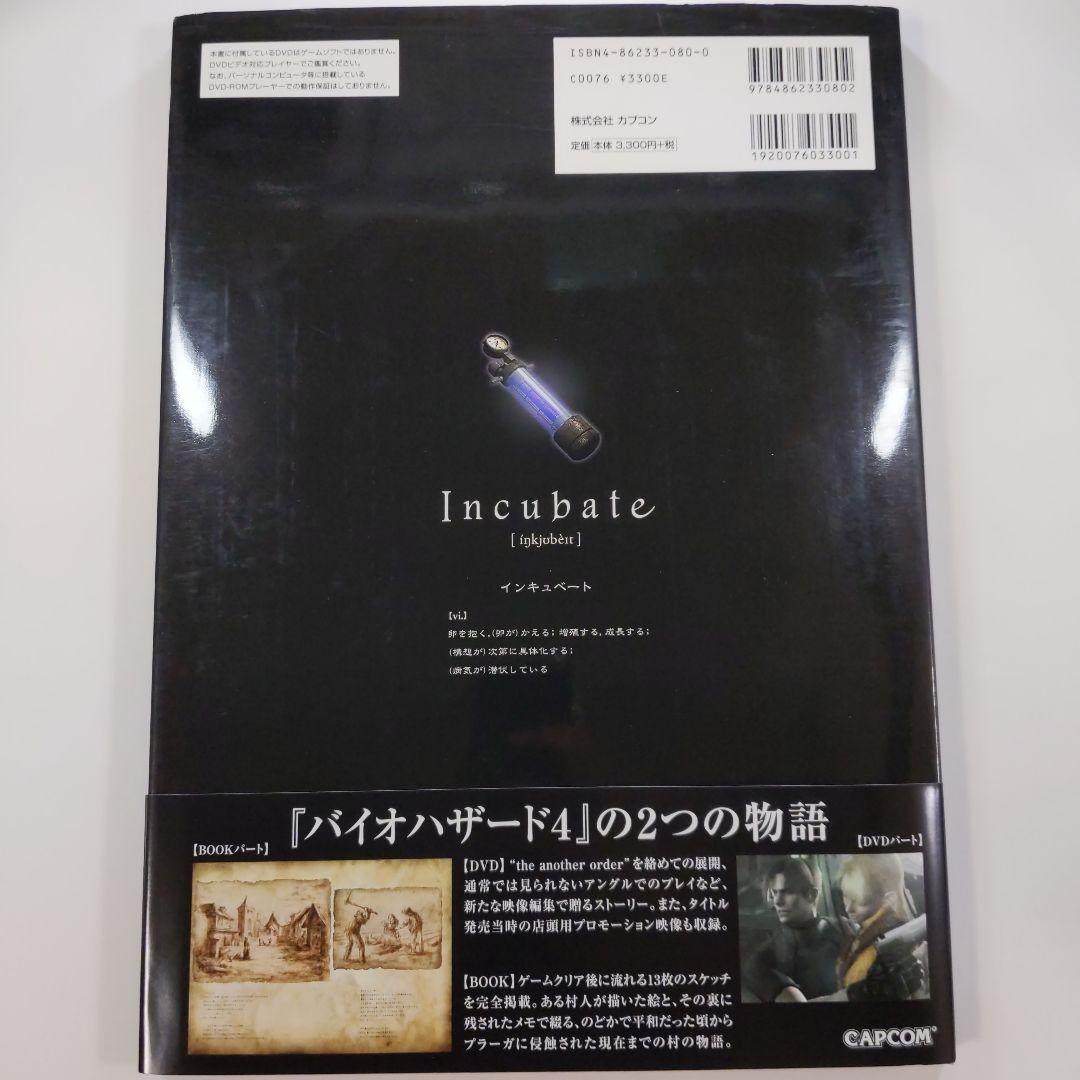 本書に付属しているDVDはゲームソフトではありません。
DVDビデオ対応プレイヤーでご鑑賞ください。
なお、パーソナルコンピュータ等に搭載している
DVD-ROMプレーヤーでの動作保証はしておりません。
ISBN4-86233-080-0
C0076 ¥3300E
株式会社 カプコン
定価 本体 3,300円+税
9784862330802
1920076033001
Incubate
[íŋkjʊbèɪt]
インキュベート
【vi.】
卵を抱く,(卵が)かえる; 増殖する, 成長する;
(構想が)次第に具体化する;
(病気が)潜伏している
『バイオハザード4』の2つの物語
【BOOKパート】
【DVDパート】
【DVD】“the another order”を絡めての展開、
通常では見られないアングルでのプレイなど、
新たな映像編集で贈るストーリー。また、タイトル
発売当時の店頭用プロモーション映像も収録。
【BOOK】ゲームクリア後に流れる13枚のスケッチ
を完全掲載。ある村人が描いた絵と、その裏に
残されたメモで綴る、のどかで平和だった頃から
プラーガに侵蝕された現在までの村の物語。
CAPCOM